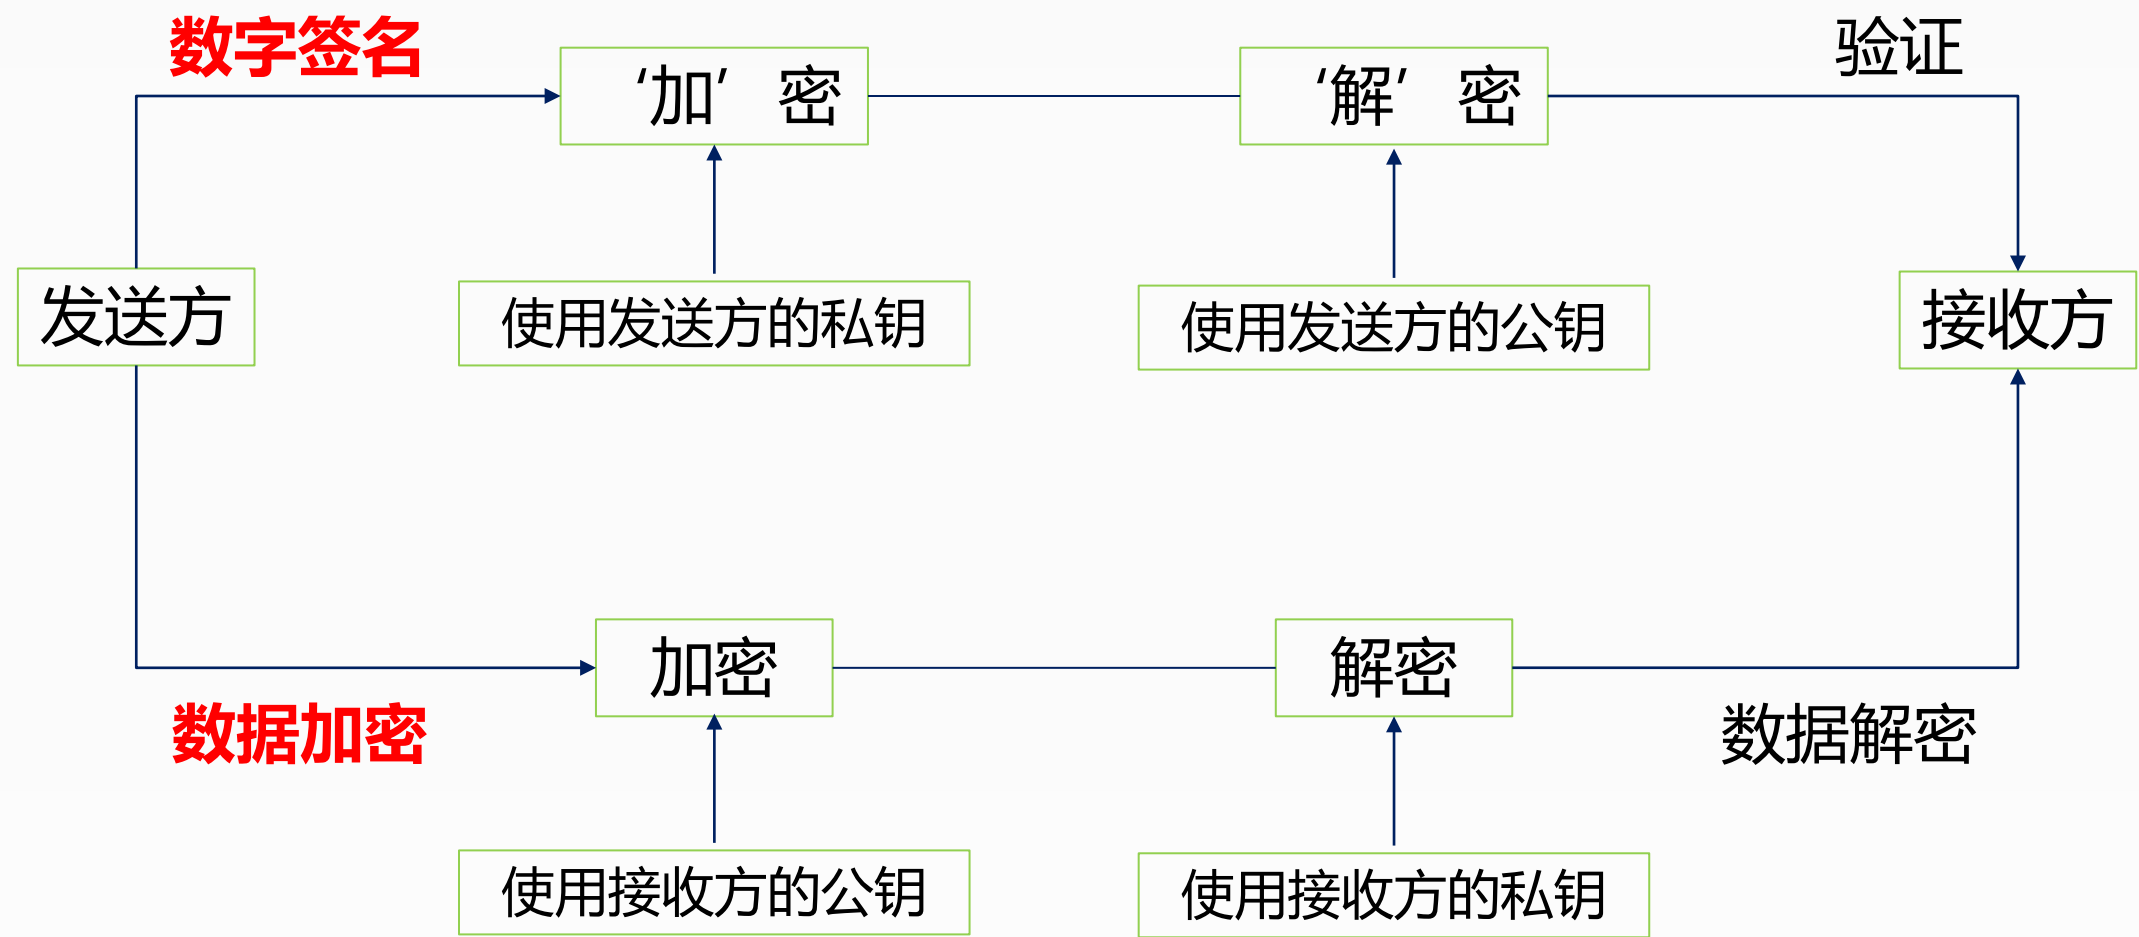 数字签名
‘加’ 密
‘解’ 密
验证
发送方
使用发送方的私钥
使用发送方的公钥
接收方
加密
解密
数据加密
数据解密
使用接收方的公钥
使用接收方的私钥